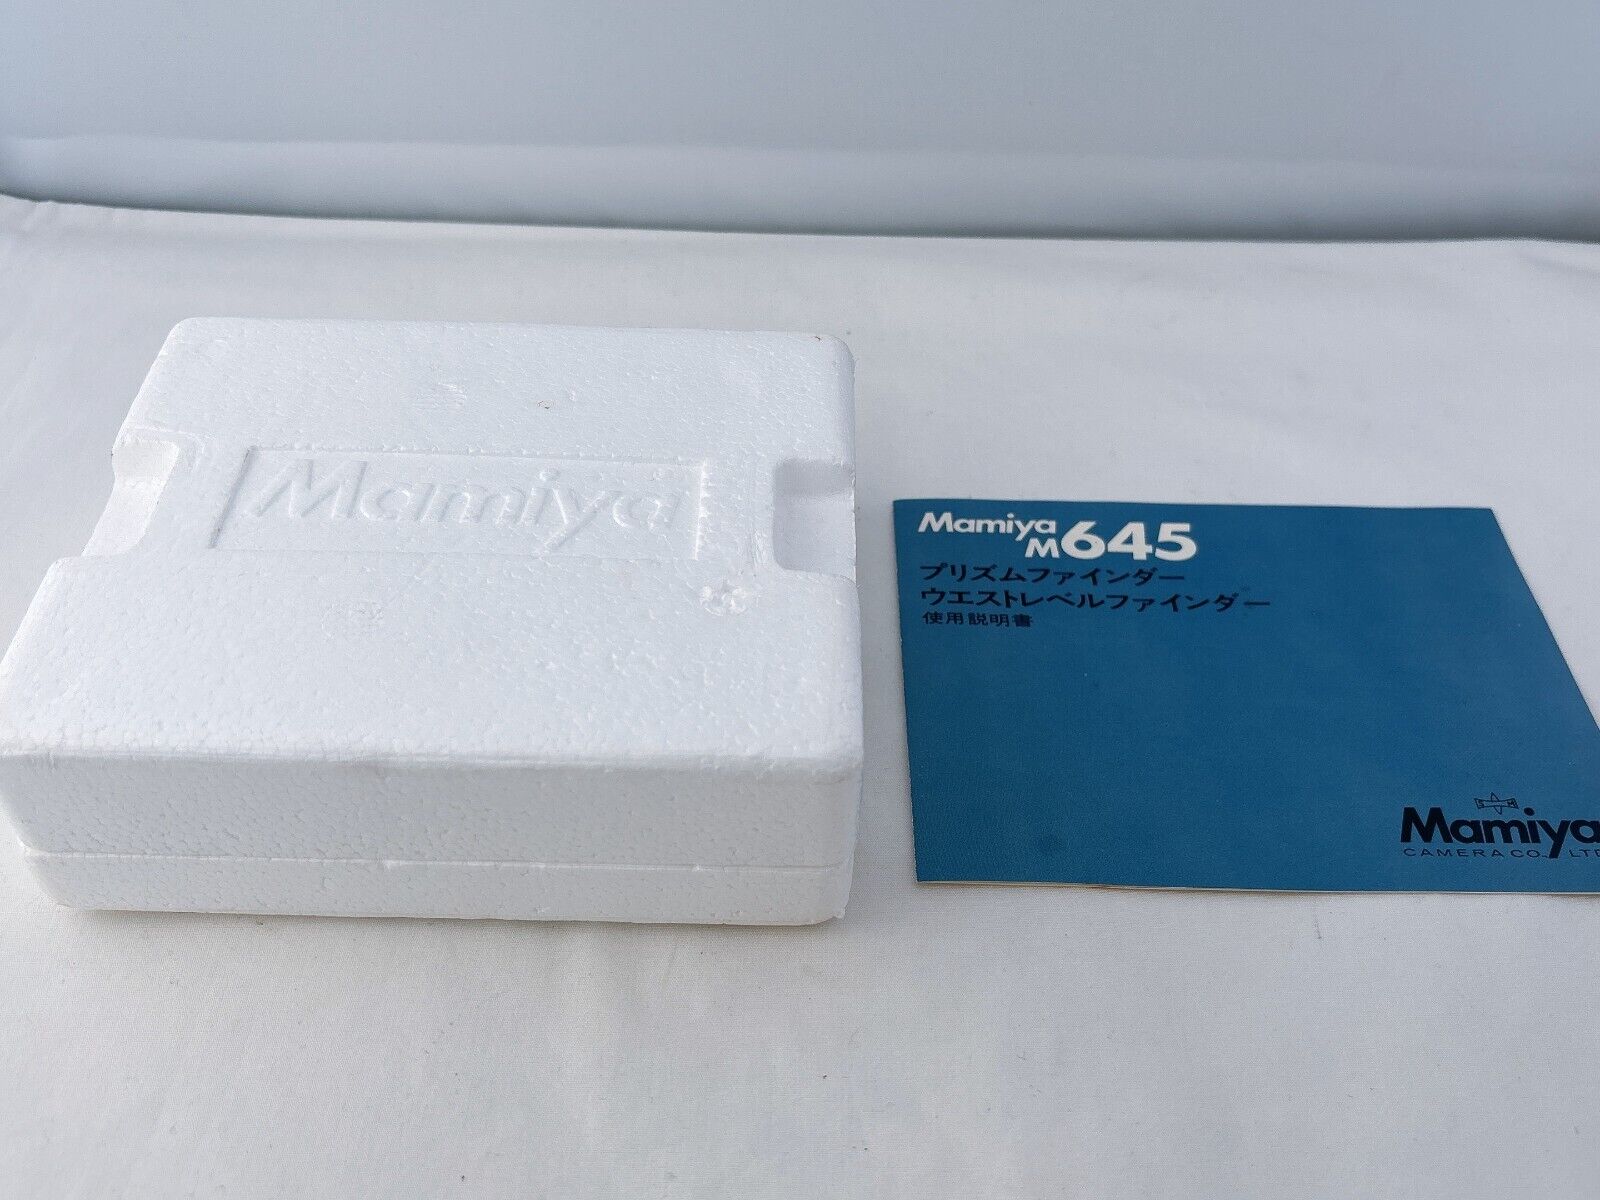 Mamiya
Mamiya
M645
プリズムファインダー
ウエストレベルファインダー
使用説明書
Mamiya
CAMERA CO., LT